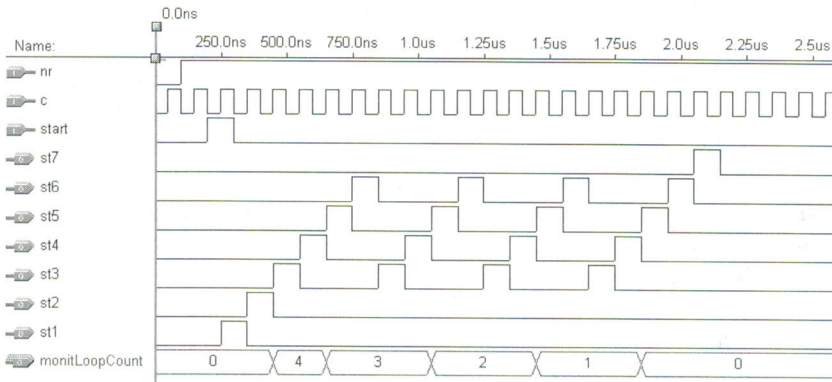 0.0ns
Name: 250.0ns 500.0ns 750.0ns 1.0us 1.25us 1.5us 1.75us 2.0us 2.25us 2.5us
nr
c
start
st7
st6
st5
st4
st3
st2
st1
monitLoopCount 0 4 3 2 1 0